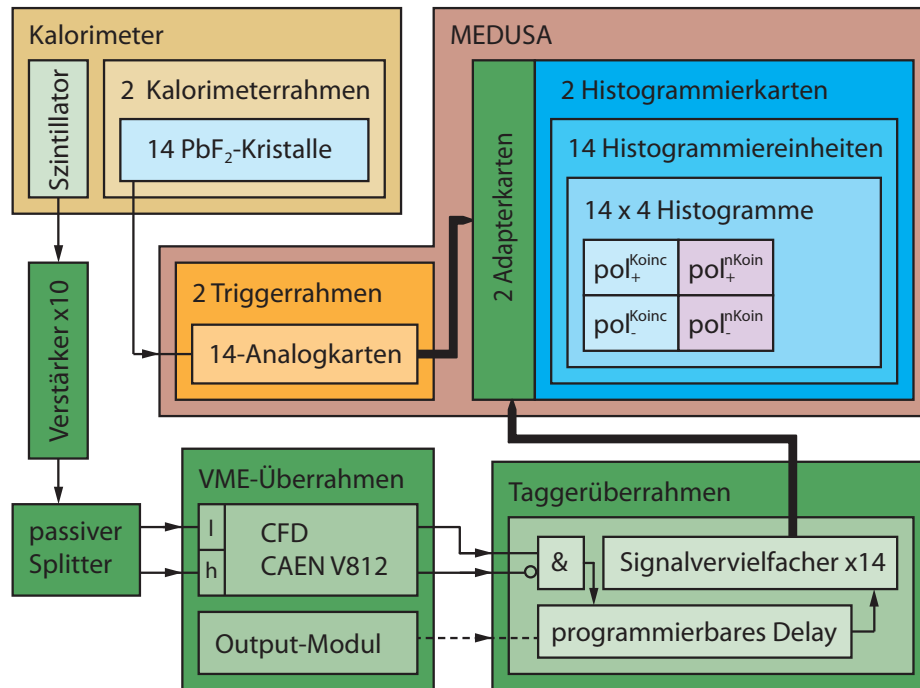 Kalorimeter
Szintillator
2 Kalorimeterrahmen
14 PbF₂-Kristalle
MEDUSA
2 Adapterkarten
2 Histogrammierkarten
14 Histogrammiereinheiten
14 x 4 Histogramme
pol₊ᴷᵒⁱⁿᶜ pol₊ⁿᴷᵒⁱⁿ
pol₋ᴷᵒⁱⁿᶜ pol₋ⁿᴷᵒⁱⁿ
2 Triggerrahmen
14-Analogkarten
Verstärker x10
passiver
Splitter
VME-Überrahmen
l
h
CFD
CAEN V812
Output-Modul
Taggerüberrahmen
&
Signalvervielfacher x14
programmierbares Delay